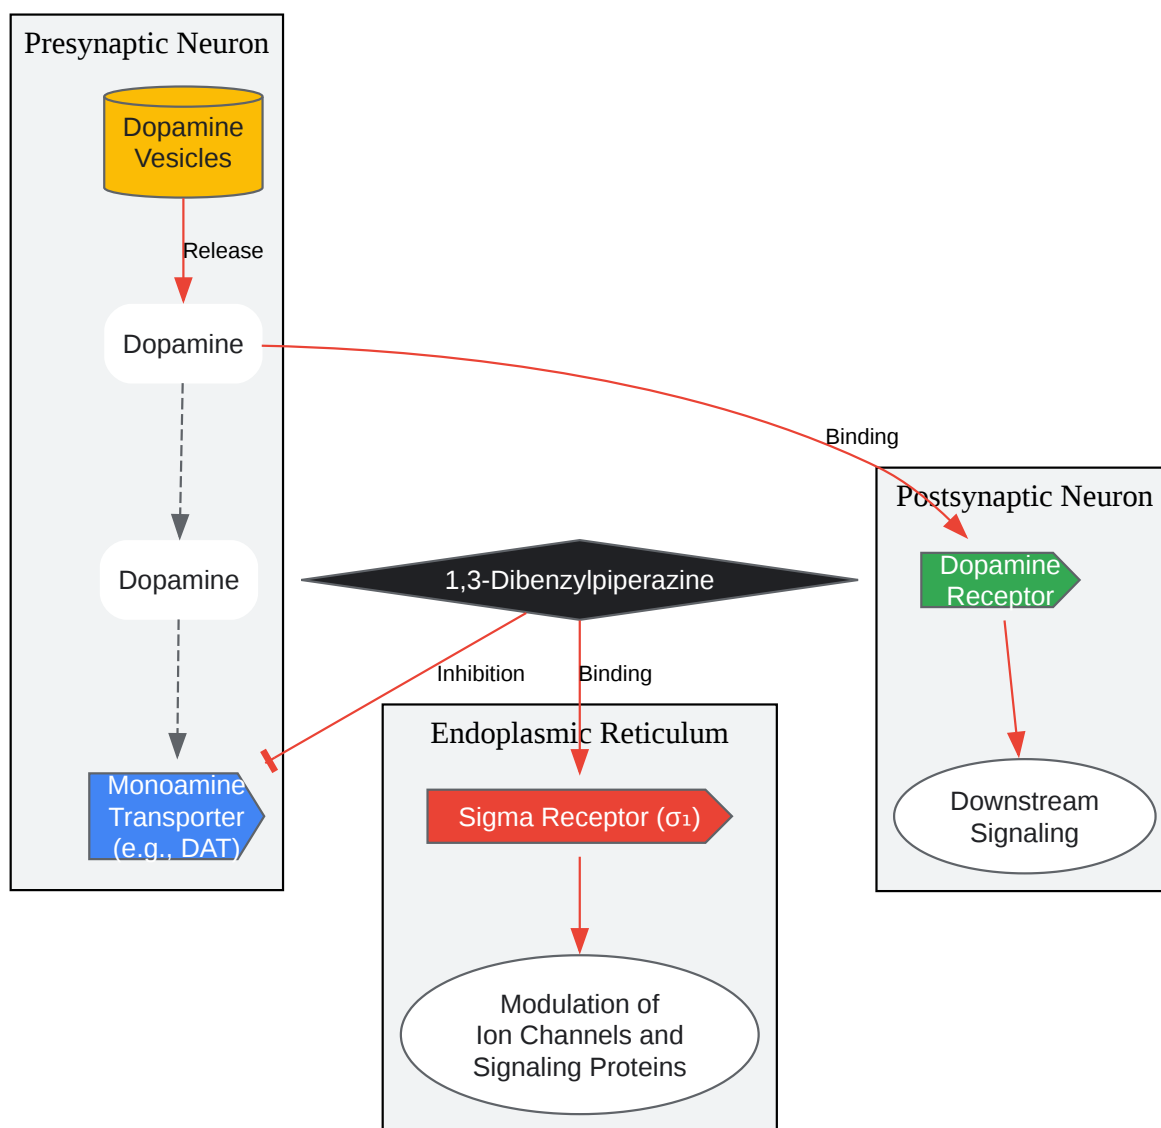 Presynaptic Neuron
Dopamine
Vesicles
Release
Dopamine
Binding
Postsynaptic Neuron
Dopamine
Receptor
Dopamine
1,3-Dibenzylpiperazine
Inhibition
Binding
Endoplasmic Reticulum
Monoamine
Transporter
(e.g., DAT)
Sigma Receptor (σ₁)
Downstream
Signaling
Modulation of
Ion Channels and
Signaling Proteins